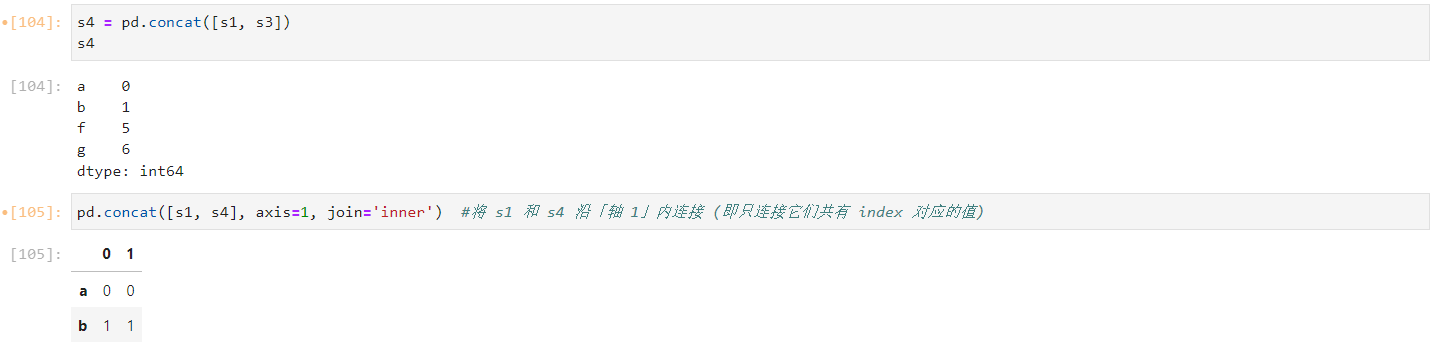 [104]: s4 = pd.concat([s1, s3])
s4
[104]: a 0
b 1
f 5
g 6
dtype: int64
[105]: pd.concat([s1, s4], axis=1, join='inner') #将 s1 和 s4 沿「轴 1」内连接 (即只连接它们共有 index 对应的值)
[105]: 0 1
a 0 0
b 1 1